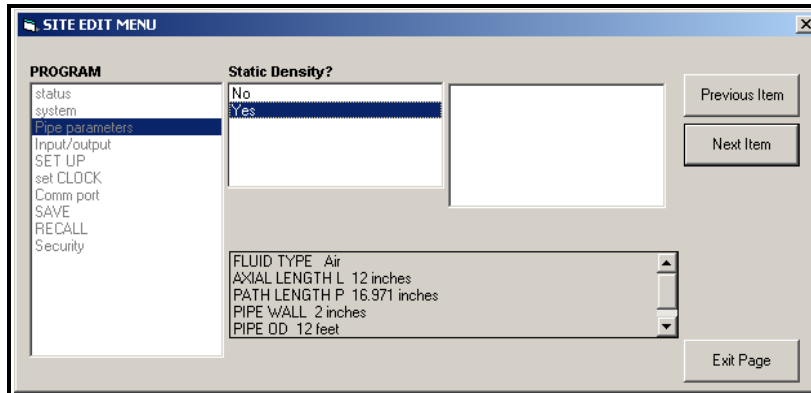 SITE EDIT MENU
PROGRAM
status
system
Pipe parameters
Input/output
SET UP
set CLOCK
Comm port
SAVE
RECALL
Security
Static Density?
No
Yes
FLUID TYPE Air
AXIAL LENGTH L 12 inches
PATH LENGTH P 16.971 inches
PIPE WALL 2 inches
PIPE OD 12 feet
Previous Item
Next Item
Exit Page